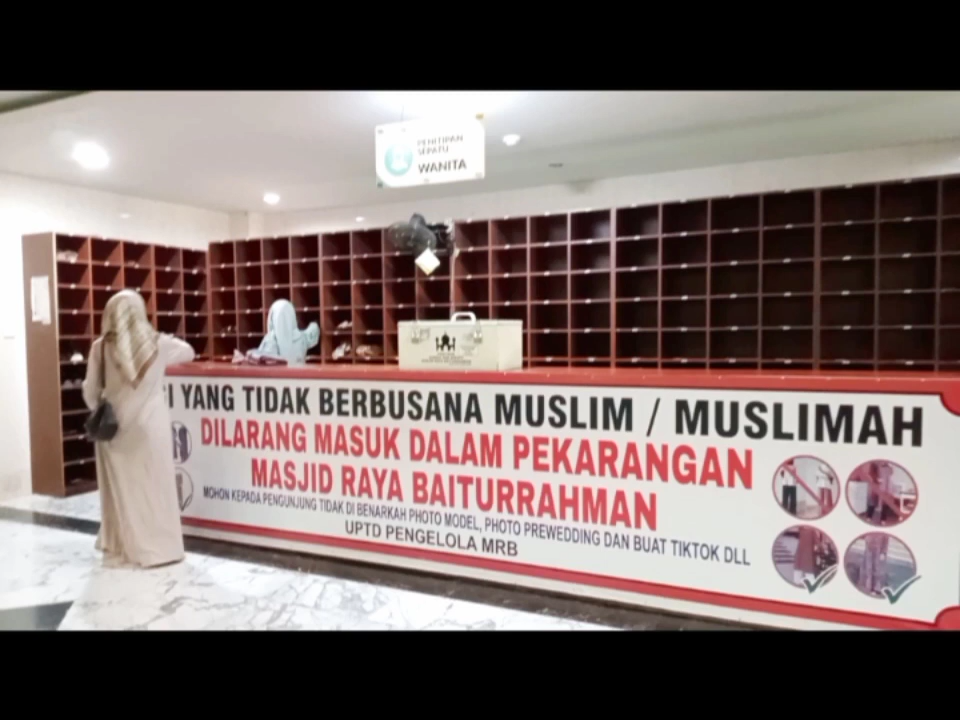 PENITIPAN
SEPATU
WANITA
YANG TIDAK BERBUSANA MUSLIM / MUSLIMAH
DILARANG MASUK DALAM PEKARANGAN
MASJID RAYA BAITURRAHMAN
MOHON KEPADA PENGUNJUNG TIDAK DI BENARKAH PHOTO MODEL, PHOTO PREWEDDING DAN BUAT TIKTOK DLL
UPTD PENGELOLA MRB